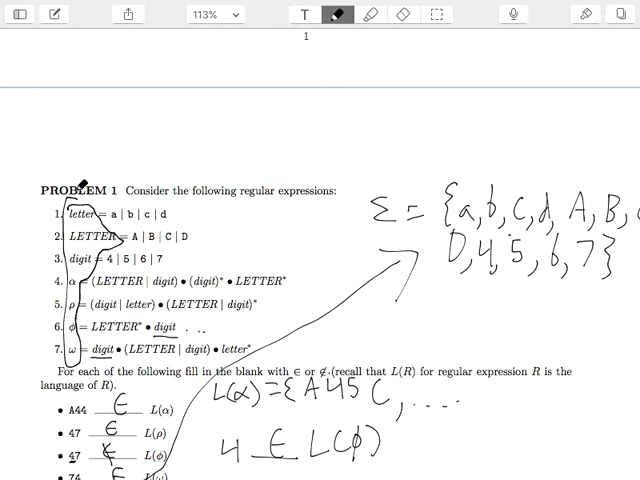 113%
T
1
PROBLEM 1 Consider the following regular expressions:
1. letter = a | b | c | d
2. LETTER = A | B | C | D
3. digit = 4 | 5 | 6 | 7
4. α = (LETTER | digit) • (digit)* • LETTER*
5. ρ = (digit | letter) • (LETTER | digit)*
6. ϕ = LETTER* • digit ...
7. ω = digit • (LETTER | digit) • letter*
Σ = {a, b, C, d, A, B,
D, 4, 5, 6, 7}
For each of the following fill in the blank with ∈ or ∉.(recall that L(R) for regular expression R is the
language of R).
L(α) = {A45C, ....
• A44 ∈ L(α)
• 47 ∈ L(ρ)
• 47 ∉ L(ϕ)
• 74 ∈ L(ω)
4 ∈ L(ϕ)